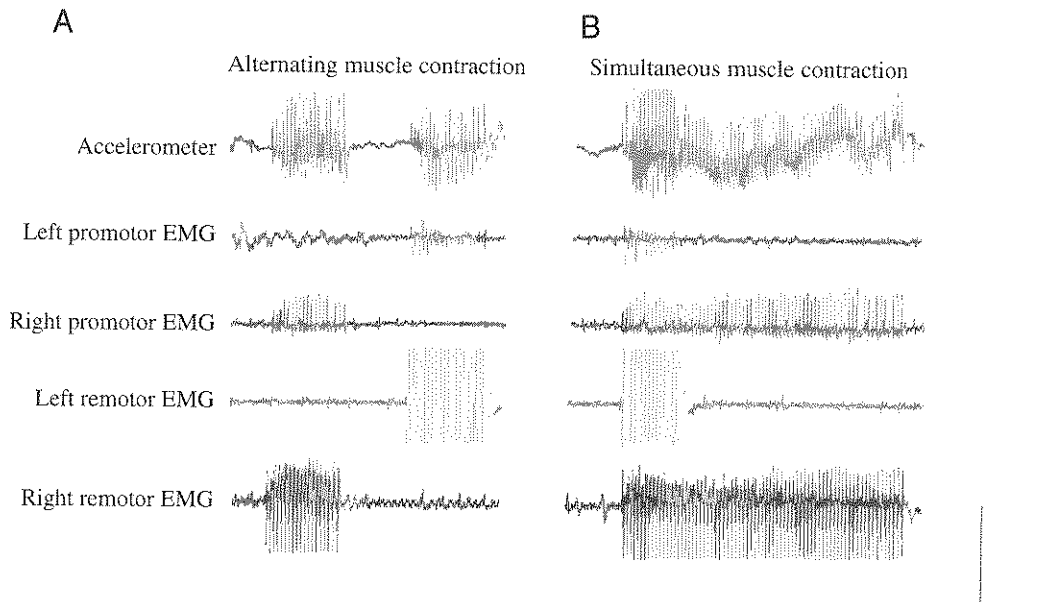 A
B
Alternating muscle contraction
Simultaneous muscle contraction
Accelerometer
Left promotor EMG
Right promotor EMG
Left remotor EMG
Right remotor EMG